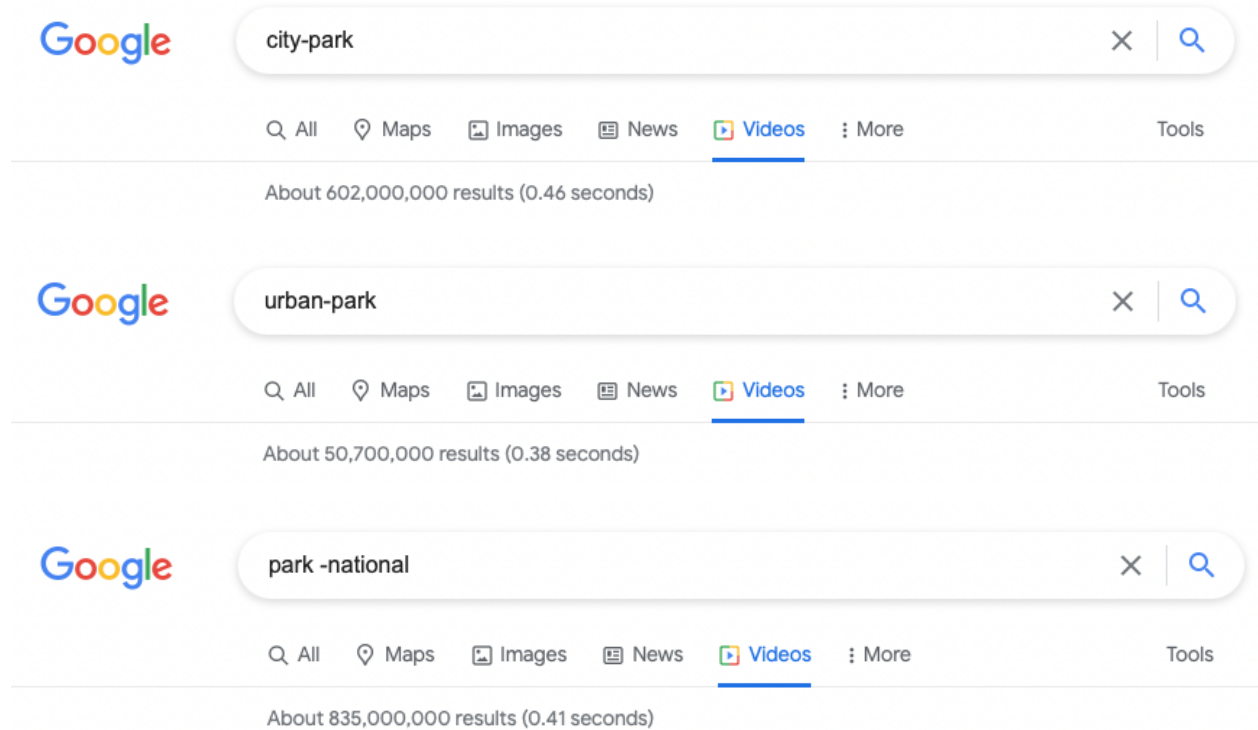 Google city-park
All Maps Images News Videos More Tools
About 602,000,000 results (0.46 seconds)
Google urban-park
All Maps Images News Videos More Tools
About 50,700,000 results (0.38 seconds)
Google park -national
All Maps Images News Videos More Tools
About 835,000,000 results (0.41 seconds)